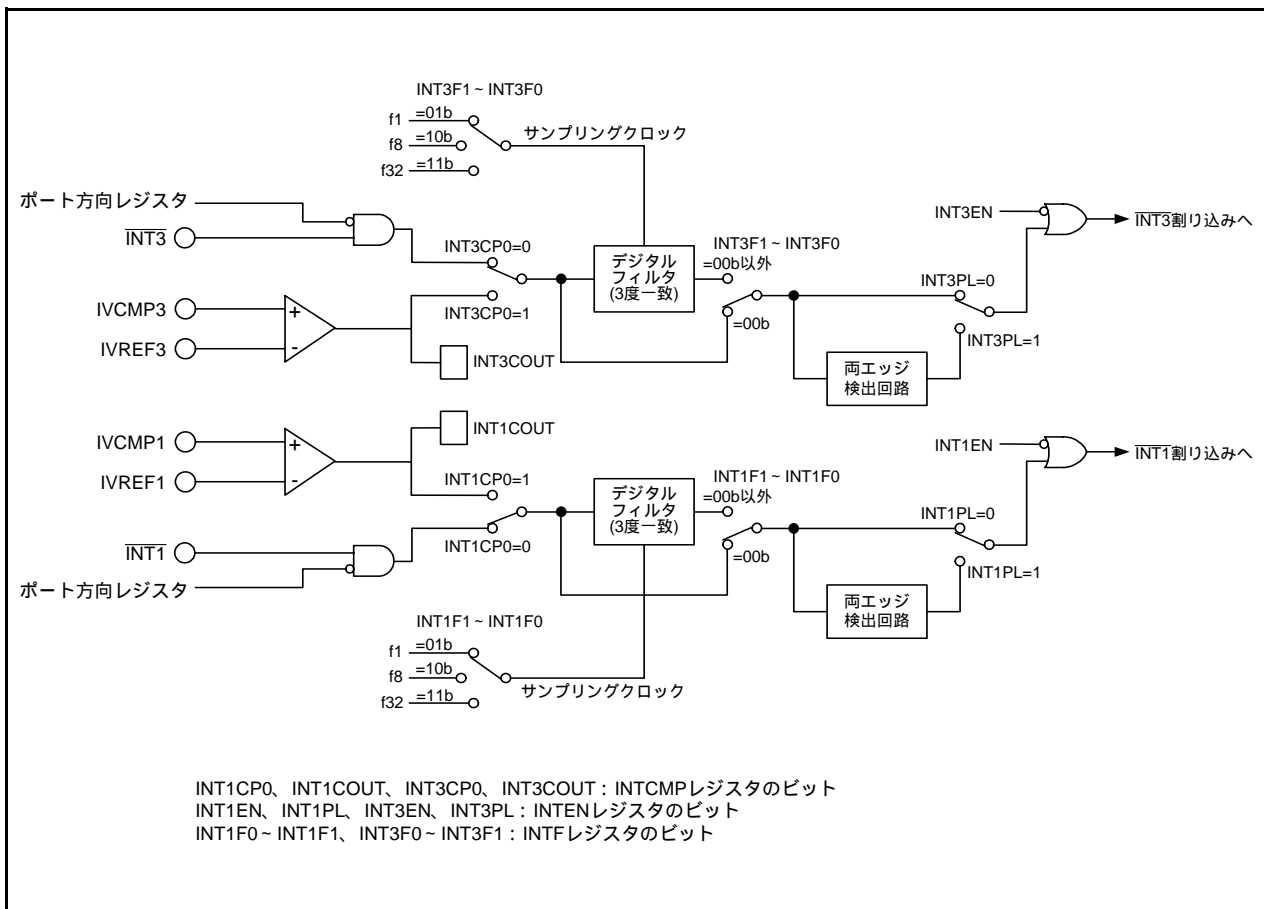 INT3F1 ~ INT3F0
f1 =01b
f8 =10b
f32 =11b
サンプリングクロック
ポート方向レジスタ
INT3
IVCMP3
IVREF3
+
-
INT3CP0=0
INT3CP0=1
INT3COUT
デジタル
フィルタ
(3度一致)
INT3F1 ~ INT3F0
=00b以外
=00b
両エッジ
検出回路
INT3EN
INT3PL=0
INT3PL=1
INT3割り込みへ
IVCMP1
IVREF1
+
-
INT1COUT
INT1CP0=1
INT1CP0=0
INT1
ポート方向レジスタ
デジタル
フィルタ
(3度一致)
INT1F1 ~ INT1F0
=00b以外
=00b
両エッジ
検出回路
INT1EN
INT1PL=0
INT1PL=1
INT1割り込みへ
INT1F1 ~ INT1F0
f1 =01b
f8 =10b
f32 =11b
サンプリングクロック
INT1CP0、INT1COUT、INT3CP0、INT3COUT：INTCMPレジスタのビット
INT1EN、INT1PL、INT3EN、INT3PL：INTENレジスタのビット
INT1F0 ~ INT1F1、INT3F0 ~ INT3F1：INTFレジスタのビット